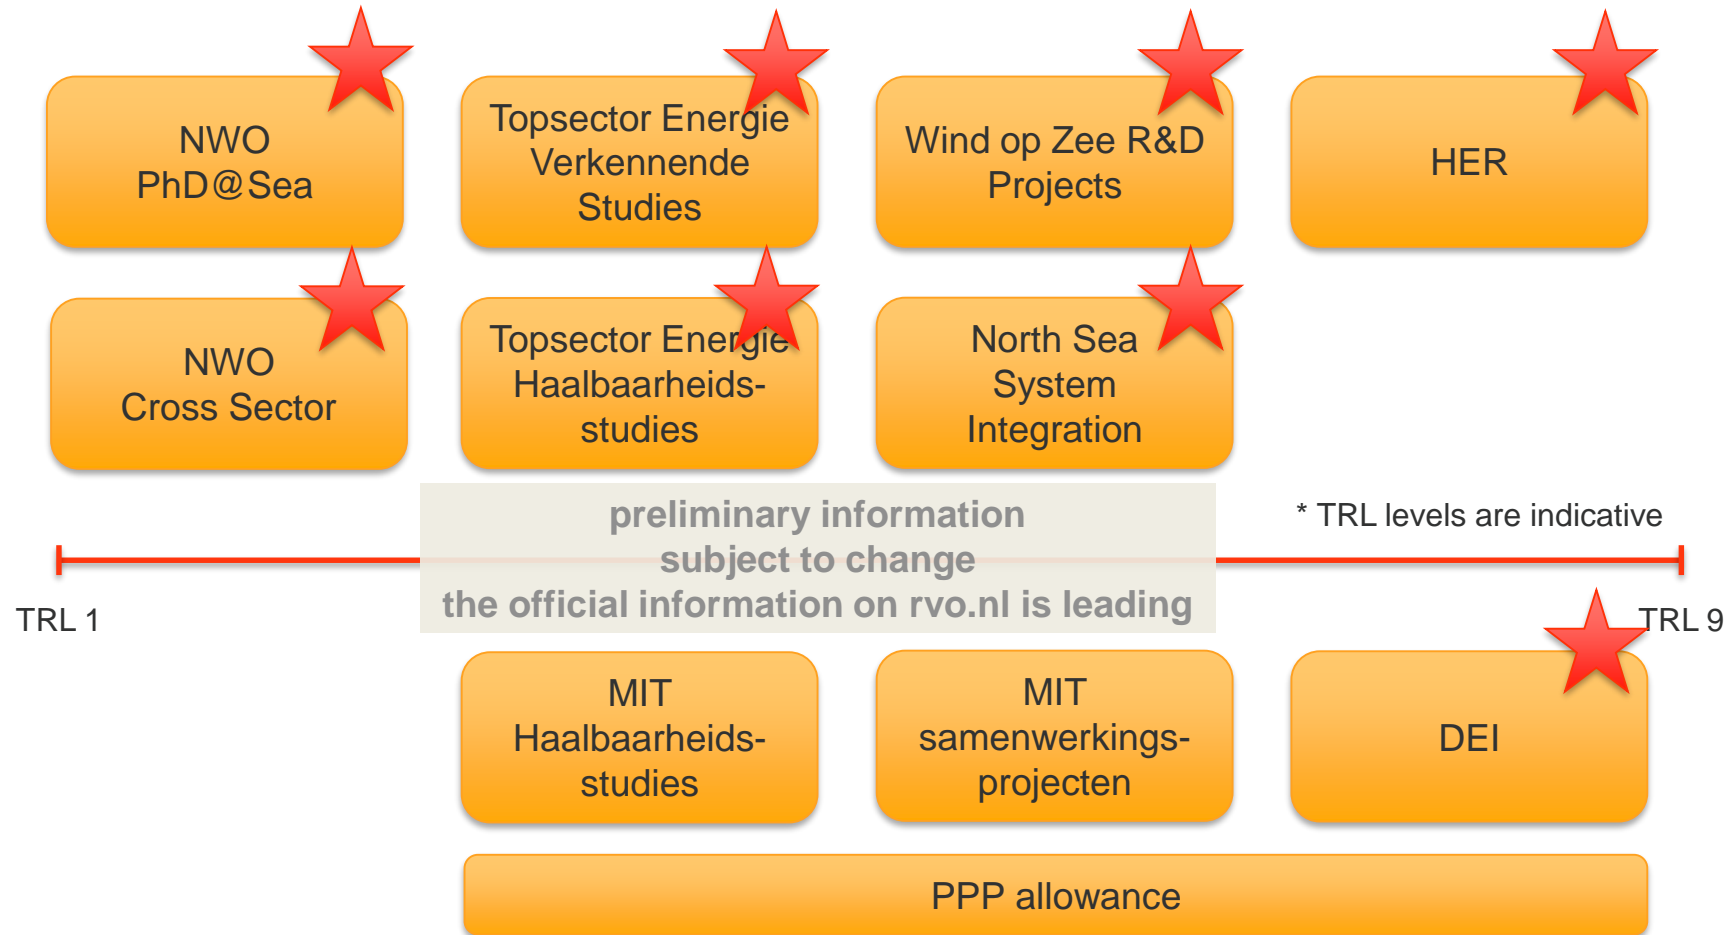 NWO
PhD@Sea
Topsector Energie
Verkennende
Studies
Wind op Zee R&D
Projects
HER
NWO
Cross Sector
Topsector Energie
Haalbaarheids-
studies
North Sea
System
Integration
preliminary information
subject to change
the official information on rvo.nl is leading
* TRL levels are indicative
TRL 1
TRL 9
MIT
Haalbaarheids-
studies
MIT
samenwerkings-
projecten
DEI
PPP allowance